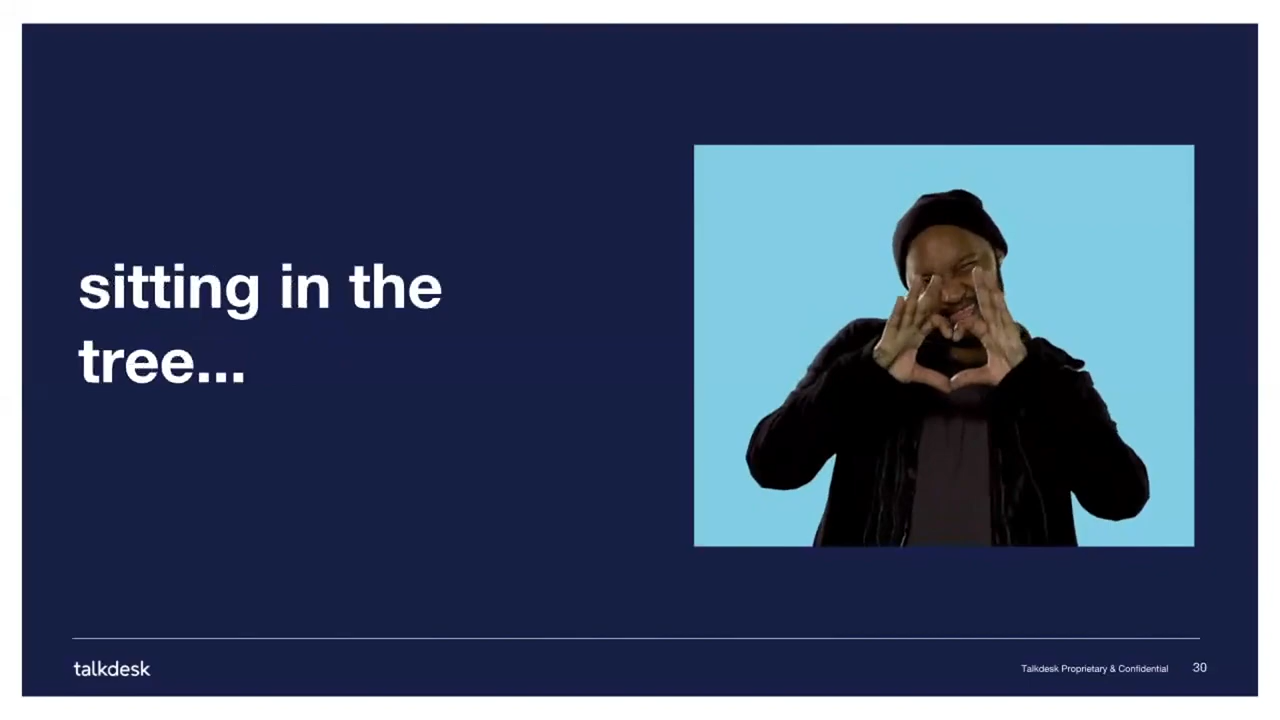 sitting in the
tree...
talkdesk
Talkdesk Proprietary & Confidential 30